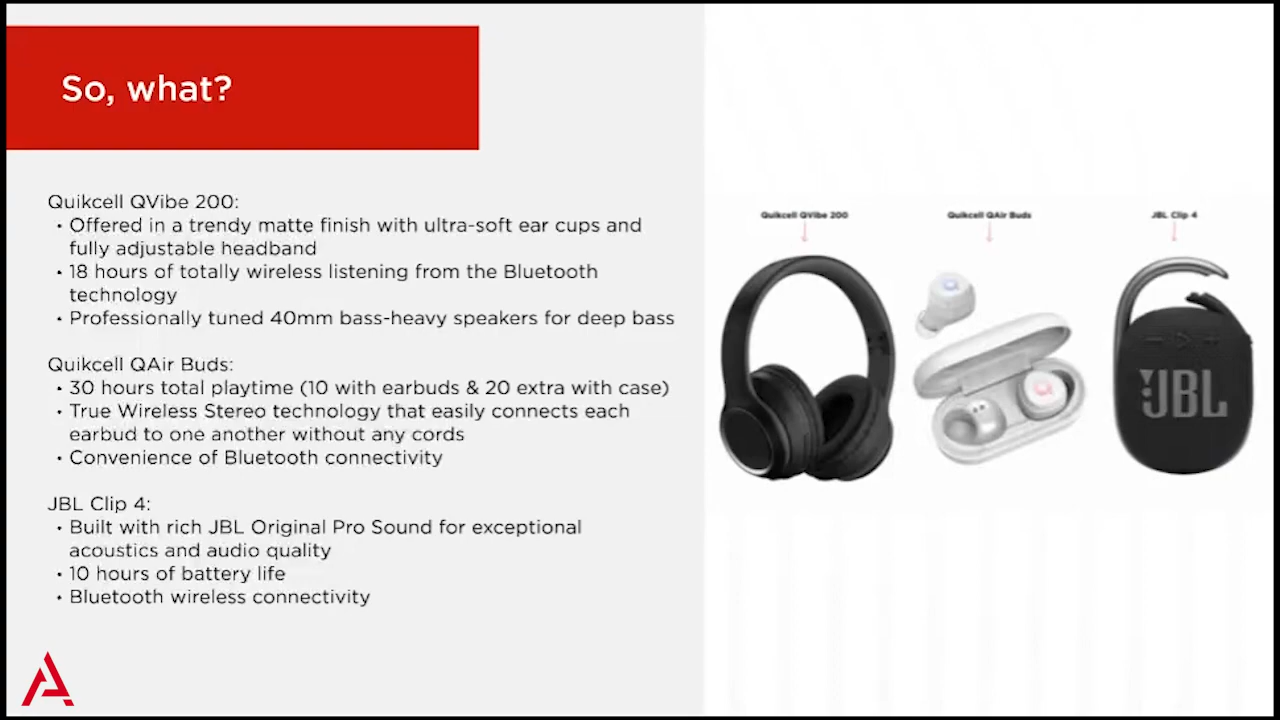 So, what?
Quikcell QVibe 200:
• Offered in a trendy matte finish with ultra-soft ear cups and
fully adjustable headband
• 18 hours of totally wireless listening from the Bluetooth
technology
• Professionally tuned 40mm bass-heavy speakers for deep bass
Quikcell QAir Buds:
• 30 hours total playtime (10 with earbuds & 20 extra with case)
• True Wireless Stereo technology that easily connects each
earbud to one another without any cords
• Convenience of Bluetooth connectivity
JBL Clip 4:
• Built with rich JBL Original Pro Sound for exceptional
acoustics and audio quality
• 10 hours of battery life
• Bluetooth wireless connectivity
Quikcell QVibe 200
Quikcell QAir Buds
JBL Clip 4
JBL